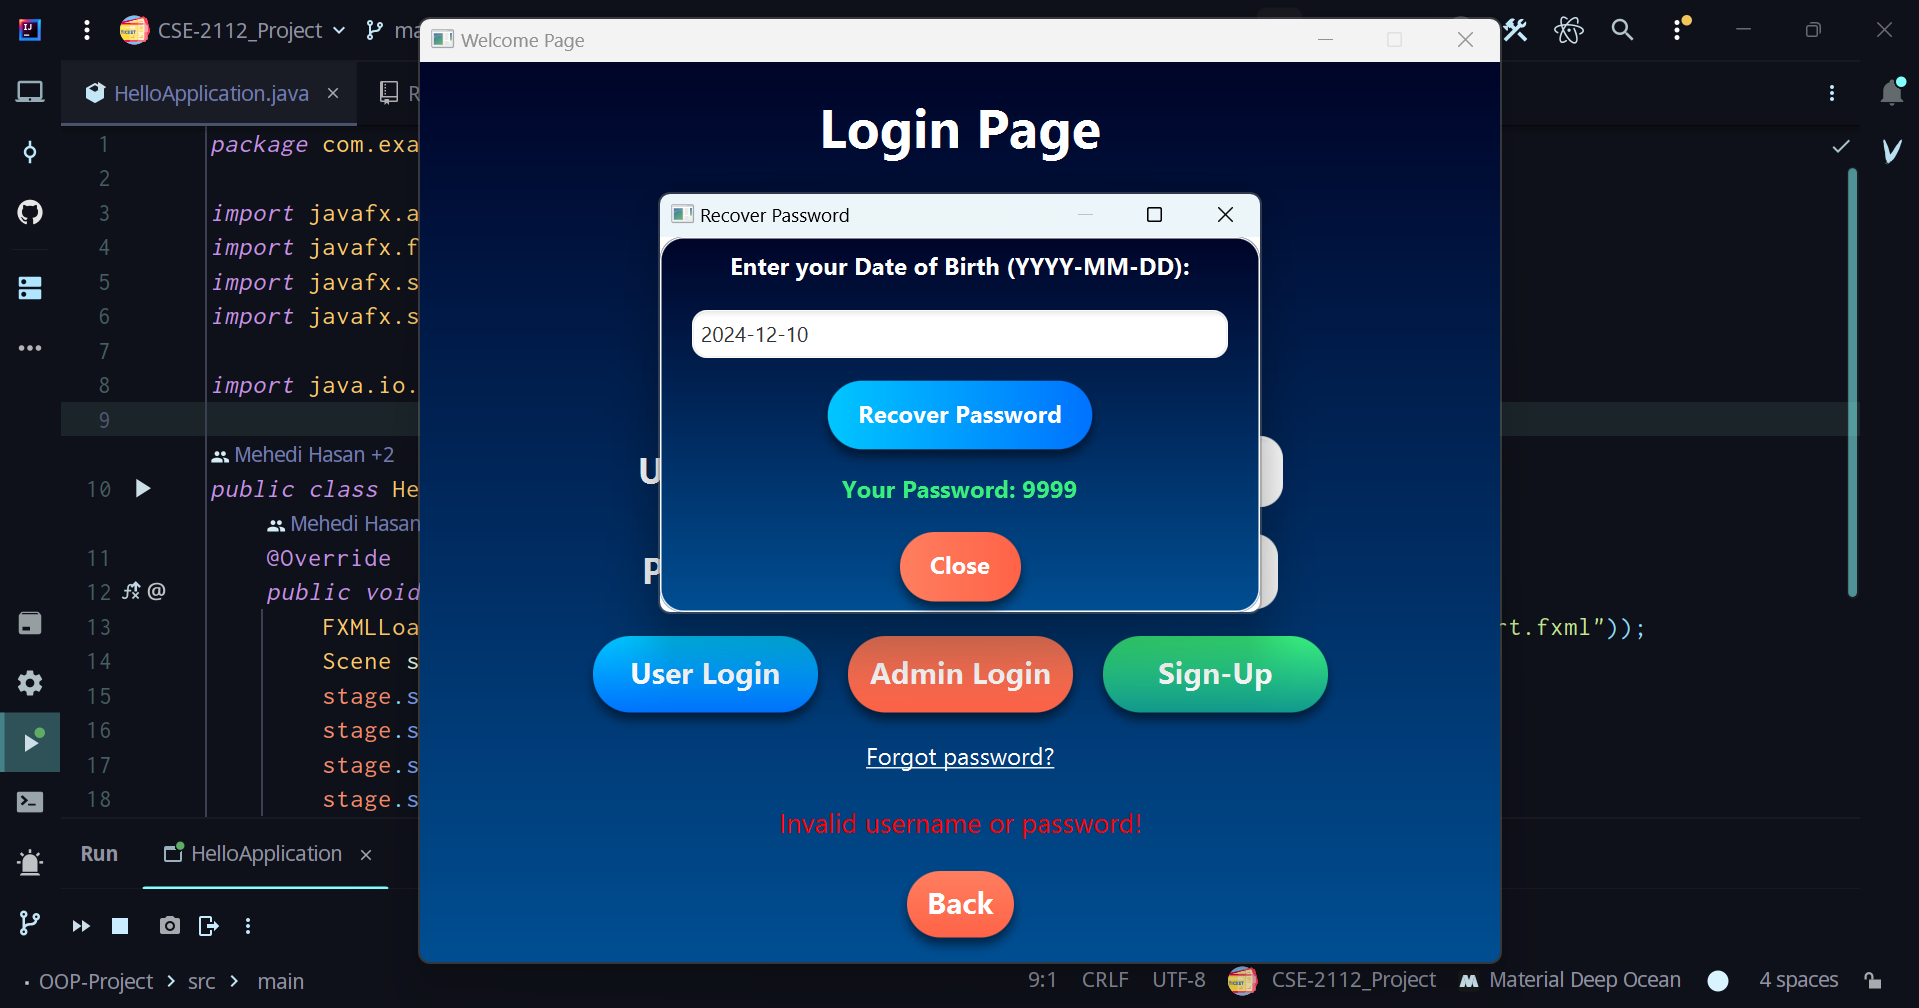 CSE-2112_Project
ma
Welcome Page
HelloApplication.java
R
Login Page
1 package com.exa
2
3 import javafx.a
4 import javafx.f
5 import javafx.s
6 import javafx.s
7
8 import java.io.
9
Mehedi Hasan +2
10 public class He
Mehedi Hasan
11 @Override
12 public void
13 FXMLLoa
rt.fxml"));
14 Scene s
15 stage.s
16 stage.s
17 stage.s
18 stage.s
Recover Password
Enter your Date of Birth (YYYY-MM-DD):
2024-12-10
Recover Password
Your Password: 9999
Close
U
P
User Login
Admin Login
Sign-Up
Forgot password?
Invalid username or password!
Back
Run
HelloApplication
OOP-Project > src > main
9:1
CRLF
UTF-8
CSE-2112_Project
Material Deep Ocean
4 spaces